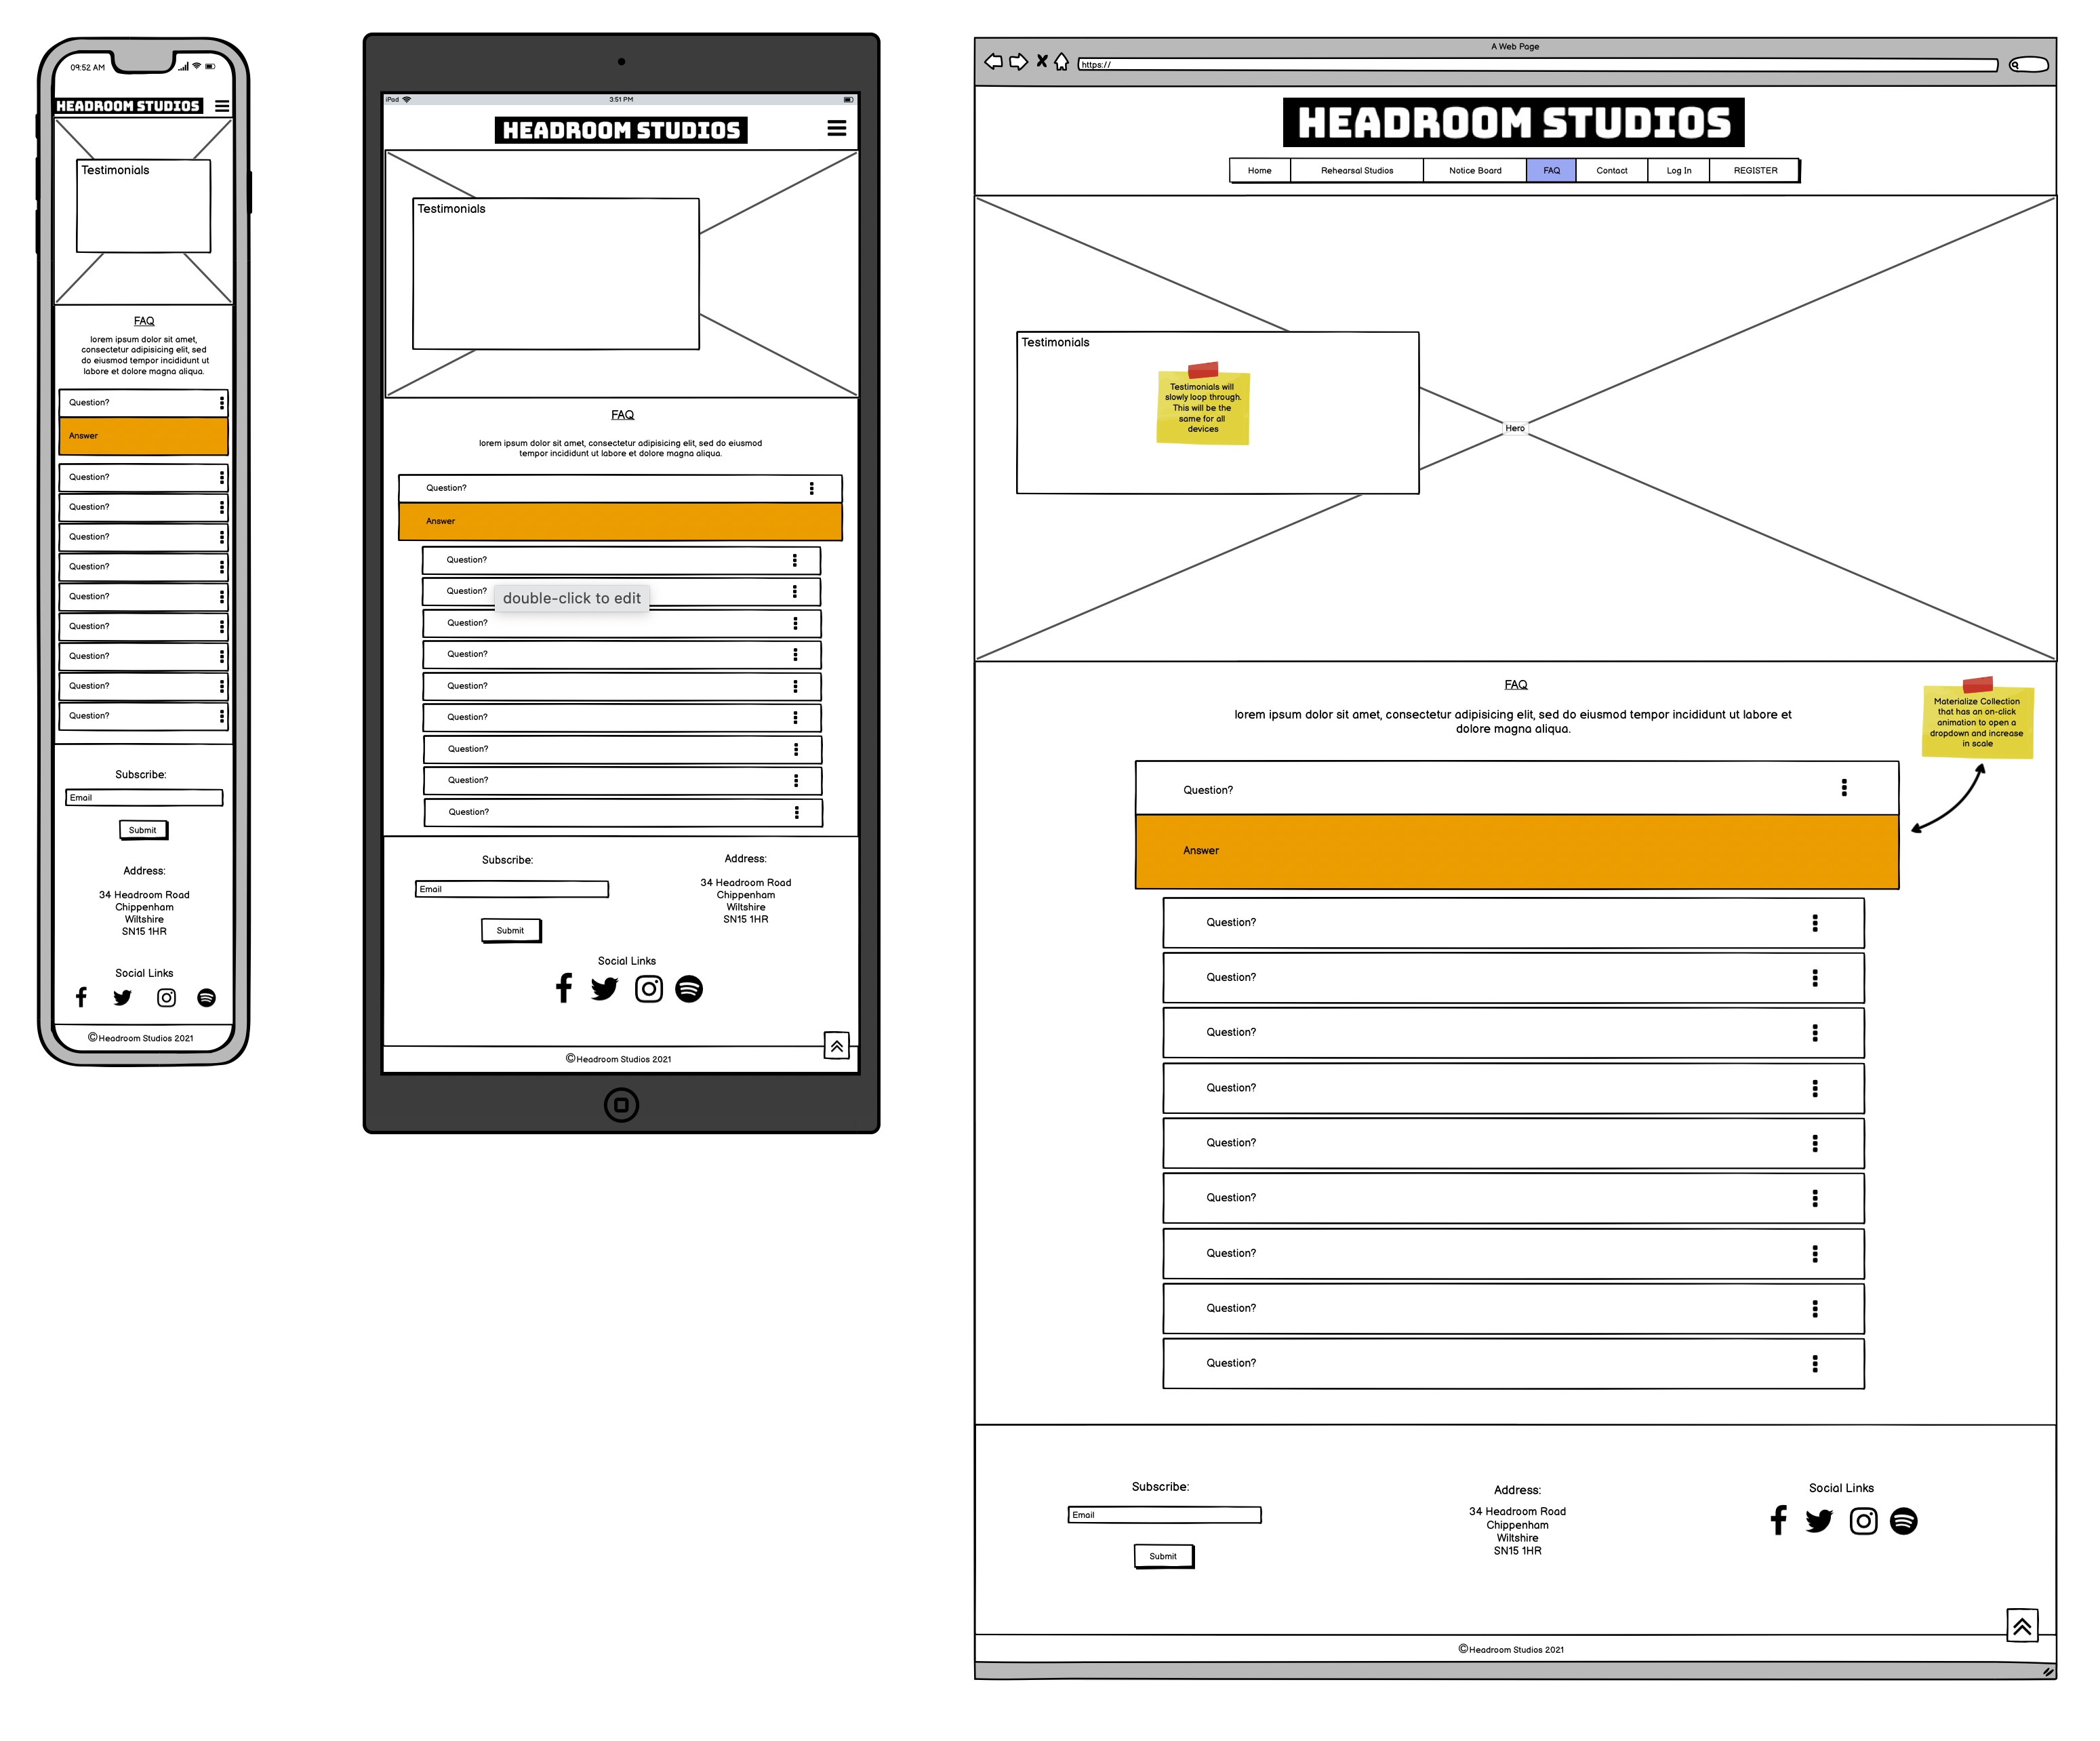 09:52 AM
HEADROOM STUDIOS
Testimonials
FAQ
lorem ipsum dolor sit amet,
consectetur adipisicing elit, sed
do eiusmod tempor incididunt ut
labore et dolore magna aliqua.
Question?
Answer
Question?
Question?
Question?
Question?
Question?
Question?
Question?
Question?
Question?
Subscribe:
Email
Submit
Address:
34 Headroom Road
Chippenham
Wiltshire
SN15 1HR
Social Links
©Headroom Studios 2021
iPad
3:51 PM
HEADROOM STUDIOS
Testimonials
FAQ
lorem ipsum dolor sit amet, consectetur adipisicing elit, sed do eiusmod
tempor incididunt ut labore et dolore magna aliqua.
Question?
Answer
Question?
Question?
double-click to edit
Question?
Question?
Question?
Question?
Question?
Question?
Question?
Subscribe:
Email
Submit
Address:
34 Headroom Road
Chippenham
Wiltshire
SN15 1HR
Social Links
©Headroom Studios 2021
A Web Page
https://
HEADROOM STUDIOS
Home Rehearsal Studios Notice Board FAQ Contact Log In REGISTER
Testimonials
Testimonials will
slowly loop through.
This will be the
same for all
devices
Hero
FAQ
lorem ipsum dolor sit amet, consectetur adipisicing elit, sed do eiusmod tempor incididunt ut labore et
dolore magna aliqua.
Materialize Collection
that has an on-click
animation to open a
dropdown and increase
in scale
Question?
Answer
Question?
Question?
Question?
Question?
Question?
Question?
Question?
Question?
Question?
Subscribe:
Email
Submit
Address:
34 Headroom Road
Chippenham
Wiltshire
SN15 1HR
Social Links
©Headroom Studios 2021